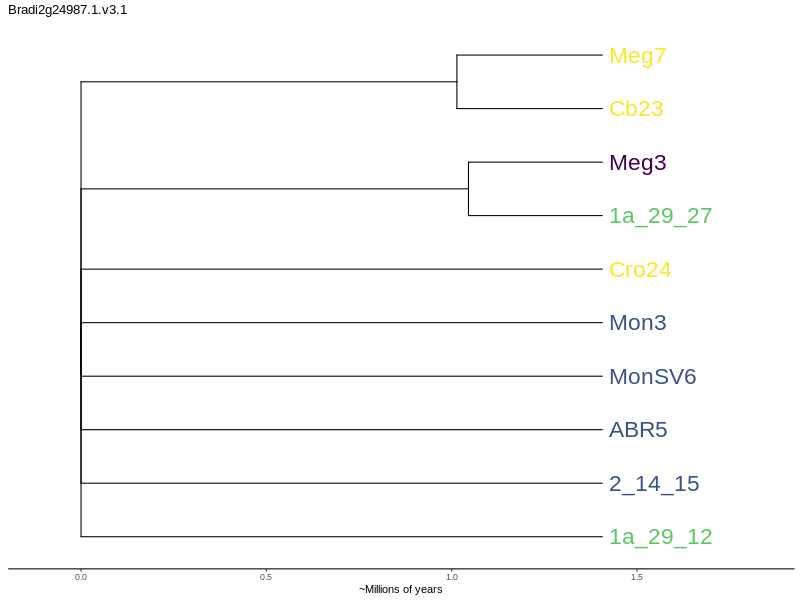 Bradi2g24987.1.v3.1
Meg7
Cb23
Meg3
1a_29_27
Cro24
Mon3
MonSV6
ABR5
2_14_15
1a_29_12
0.0 0.5 1.0 1.5
~Millions of years